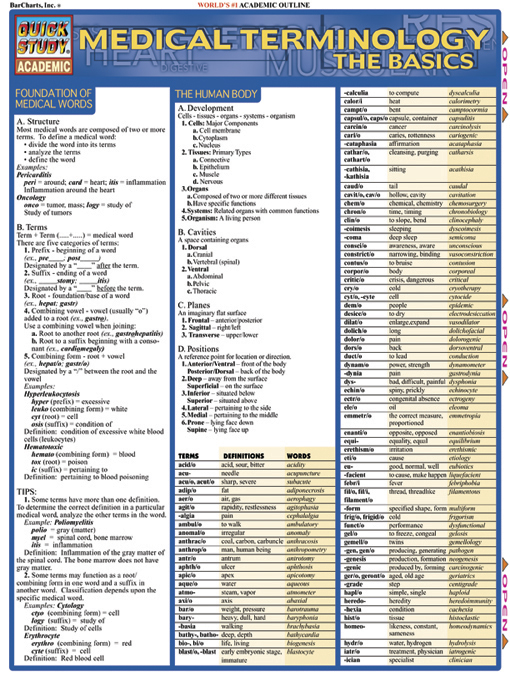 BarCharts, Inc.®
WORLD'S #1 ACADEMIC OUTLINE
QUICK
STUDY
ACADEMIC
MEDICAL TERMINOLOGY
THE BASICS
HEART
DIGESTIVE
MUSCULAR
RES
OPEN
OPEN
OPEN
FOUNDATION OF
MEDICAL WORDS
A. Structure
Most medical words are composed of two or more
terms. To define a medical word:
• divide the word into its terms
• analyze the terms
• define the word
Examples:
Pericarditis
peri = around; card = heart; itis = inflammation
Inflammation around the heart
Oncology
onco = tumor, mass; logy = study of
Study of tumors
B. Terms
Term + Term (.....+.....) = medical word
There are five categories of terms:
1. Prefix - beginning of a word
(ex., pre____; post____)
Designated by a "____" after the term.
2. Suffix - ending of a word
(ex., ____stomy; ____itis)
Designated by a "____" before the term.
3. Root - foundation/base of a word
(ex., hepat; gastr)
4. Combining vowel - vowel (usually "o")
added to a root (ex., gastro).
Use a combining vowel when joining:
a. Root to another root (ex., gastrohepatitis)
b. Root to a suffix beginning with a conso-
nant (ex., cardiomegaly)
5. Combining form - root + vowel
(ex., hepat/o; gastr/o)
Designated by a "/" between the root and the
vowel
Examples:
Hyperleukocytosis
hyper (prefix) = excessive
leuko (combining form) = white
cyt (root) = cell
osis (suffix) = condition of
Definition: condition of excessive white blood
cells (leukocytes)
Hematotoxic
hemato (combining form) = blood
tox (root) = poison
ic (suffix) = pertaining to
Definition: pertaining to blood poisoning
TIPS:
1. Some terms have more than one definition.
To determine the correct definition in a particular
medical word, analyze the other terms in the word.
Example: Poliomyelitis
polio = gray (matter)
myel = spinal cord, bone marrow
itis = inflammation
Definition: Inflammation of the gray matter of
the spinal cord. The bone marrow does not have
gray matter.
2. Some terms may function as a root/
combining form in one word and a suffix in
another word. Classification depends upon the
specific medical word.
Examples: Cytology
cyto (combining form) = cell
logy (suffix) = study of
Definition: Study of cells
Erythrocyte
erythro (combining form) = red
cyte (suffix) = cell
Definition: Red blood cell
THE HUMAN BODY
A. Development
Cells - tissues - organs - systems - organism
1. Cells: Major Components
a. Cell membrane
b. Cytoplasm
c. Nucleus
2. Tissues: Primary Types
a. Connective
b. Epithelium
c. Muscle
d. Nervous
3. Organs
a. Composed of two or more different tissues
b. Have specific functions
4. Systems: Related organs with common functions
5. Organism: A living person
B. Cavities
A space containing organs
1. Dorsal
a. Cranial
b. Vertebral (spinal)
2. Ventral
a. Abdominal
b. Pelvic
c. Thoracic
C. Planes
An imaginary flat surface
1. Frontal – anterior/posterior
2. Sagittal – right/left
3. Transverse – upper/lower
D. Positions
A reference point for location or direction.
1. Anterior/Ventral – front of the body
Posterior/Dorsal – back of the body
2. Deep – away from the surface
Superficial – on the surface
3. Inferior – situated below
Superior – situated above
4. Lateral – pertaining to the side
5. Medial – pertaining to the middle
6. Prone – lying face down
Supine – lying face up
TERMS DEFINITIONS WORDS
acid/o acid, sour, bitter acidity
acu- needle acupuncture
acu/o, acut/o sharp, severe subacute
adip/o fat adiponecrosis
aer/o air, gas aerophagy
agit/o rapidity, restlessness agitophasia
-algia pain cephalalgia
ambul/o to walk ambulatory
anomal/o irregular anomaly
anthrac/o coal, carbon, carbuncle anthracosis
anthrop/o man, human being anthropometry
antr/o antrum antrotomy
aphth/o ulcer aphthosis
apic/o apex apicotomy
aque/o water aqueous
atmo- steam, vapor atmometer
axi/o axis abaxial
bar/o weight, pressure barotrauma
bary- heavy, dull, hard baryphonia
-basia walking brachybasia
bathy-, batho- deep, depth bathycardia
bio-, bi/o life, living biogenesis
blast/o, -blast early embryonic stage, blastocyte
immature
-calculia to compute dyscalculia
calor/i heat calorimetry
campt/o bent camptocormia
capsul/o, caps/o capsule, container capsulitis
carcin/o cancer carcinolysis
cari/o caries, rottenness cariogenic
-cataphasia affirmation acataphasia
cathar/o, cleansing, purging catharsis
cathart/o
-cathisia, sitting acathisia
-kathisia
caud/o tail caudal
cavit/o, cav/o hollow, cavity cavitation
chem/o chemical, chemistry chemosurgery
chron/o time, timing chronobiology
clin/o to slope, bend clinocephaly
-coimesis sleeping dyscoimesis
-coma deep sleep semicoma
consci/o awareness, aware unconscious
constrict/o narrowing, binding vasoconstriction
contus/o to bruise contusion
corpor/o body corporeal
critic/o crisis, dangerous critical
cry/o cold cryotherapy
cyt/o, -cyte cell cytocide
dem/o people epidemic
desicc/o to dry electrodesiccation
dilat/o enlarge, expand vasodilator
dolich/o long dolichofacial
dolor/o pain dolorogenic
dors/o back dorsoventral
duct/o to lead conduction
dynam/o power, strength dynamometer
-dynia pain gastrodynia
dys- bad, difficult, painful dysphonia
echin/o spiny, prickly echinocyte
ectr/o congenital absence ectrogeny
ele/o oil eleoma
emmetr/o the correct measure, emmetropia
proportioned
enanti/o opposite, opposed enantiobiosis
equi- equality, equal equilibrium
erethism/o irritation erethismic
eti/o cause etiology
eu- good, normal, well eubiotics
-facient to cause, make happen liquefacient
febr/i fever febriphobia
fil/o, fil/i, thread, threadlike filamentous
filament/o
-form specified shape, form multiform
frig/o, frigid/o cold frigorism
funct/o performance dysfunctional
gel/o to freeze, congeal gelosis
gemell/o twins gemellology
-gen, gen/o producing, generating pathogen
-genesis production, formation neogenesis
-genic produced by, forming carcinogenic
ger/o, geront/o aged, old age geriatrics
-grade step centigrade
hapl/o simple, single haploid
heredo- heredity heredoimmunity
-hexia condition cachexia
hist/o tissue histoclastic
homeo- likeness, constant, homeodynamics
sameness
hydr/o water, hydrogen hydrolysis
iatr/o treatment, physician iatrogenic
-ician specialist clinician